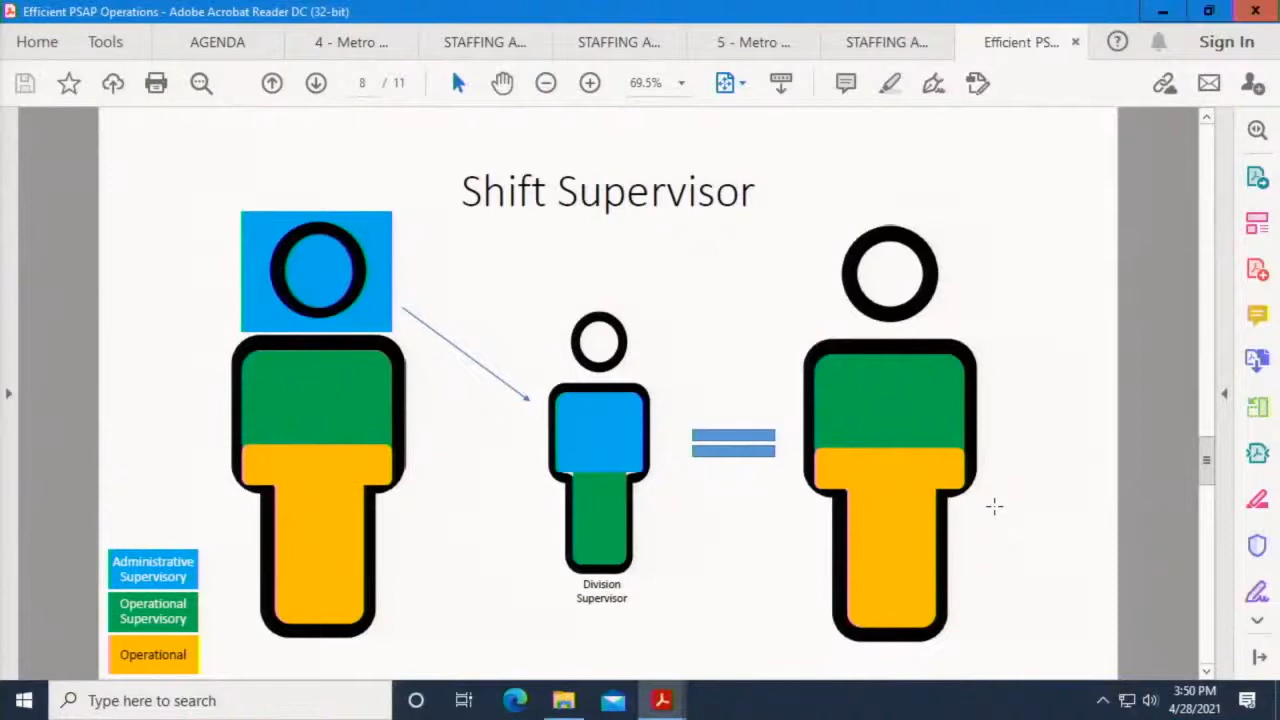 Efficient PSAP Operations - Adobe Acrobat Reader DC (32-bit)
Home Tools AGENDA 4 - Metro ... STAFFING A... STAFFING A... 5 - Metro ... STAFFING A... Efficient PS... × ? Sign In
8 / 11 69.5%
Shift Supervisor
Administrative
Supervisory
Operational
Supervisory
Operational
Division
Supervisor
Type here to search
3:50 PM
4/28/2021